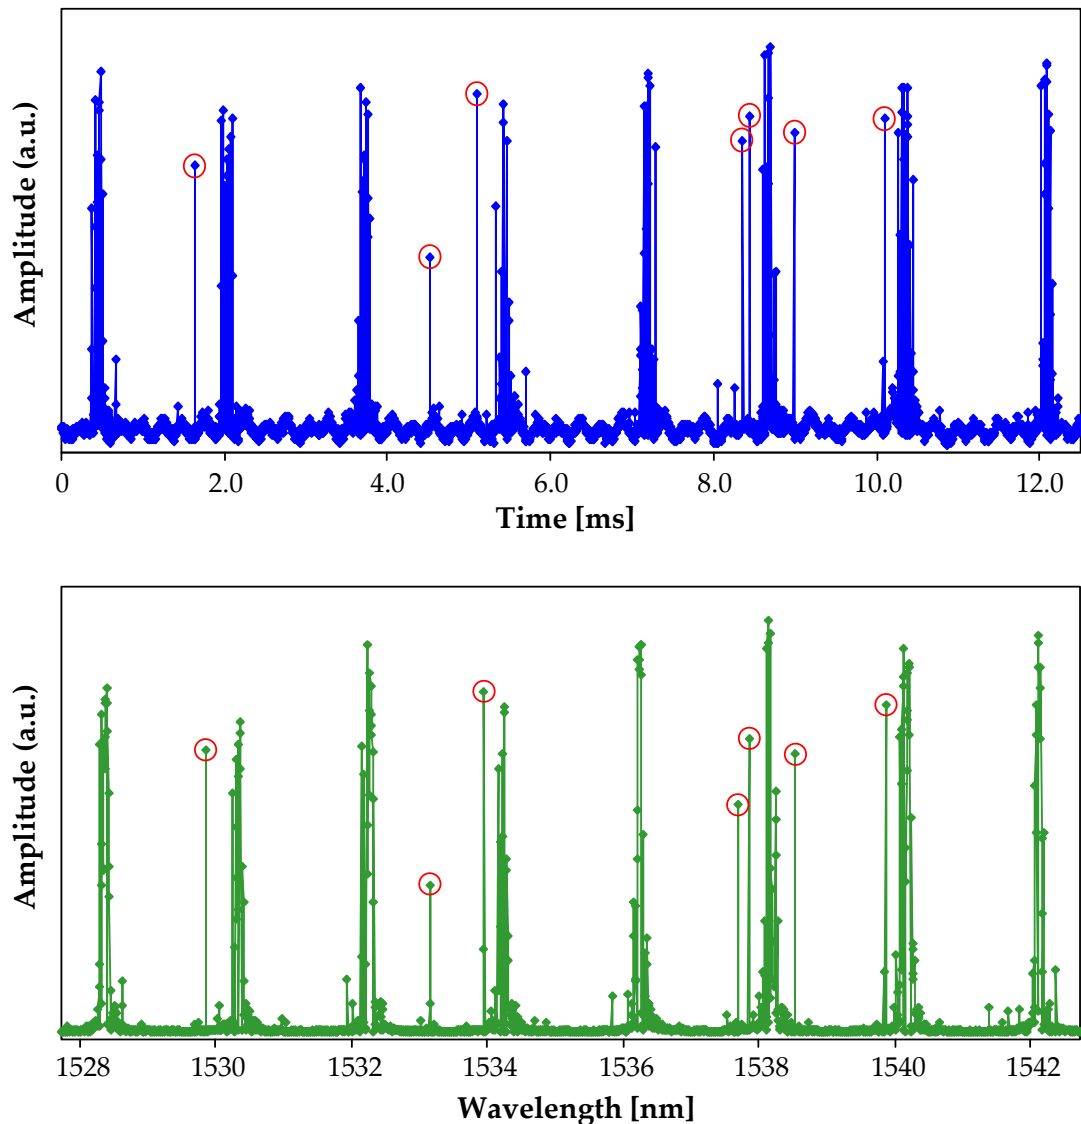 Amplitude (a.u.)
0 2.0 4.0 6.0 8.0 10.0 12.0
Time [ms]
Amplitude (a.u.)
1528 1530 1532 1534 1536 1538 1540 1542
Wavelength [nm]